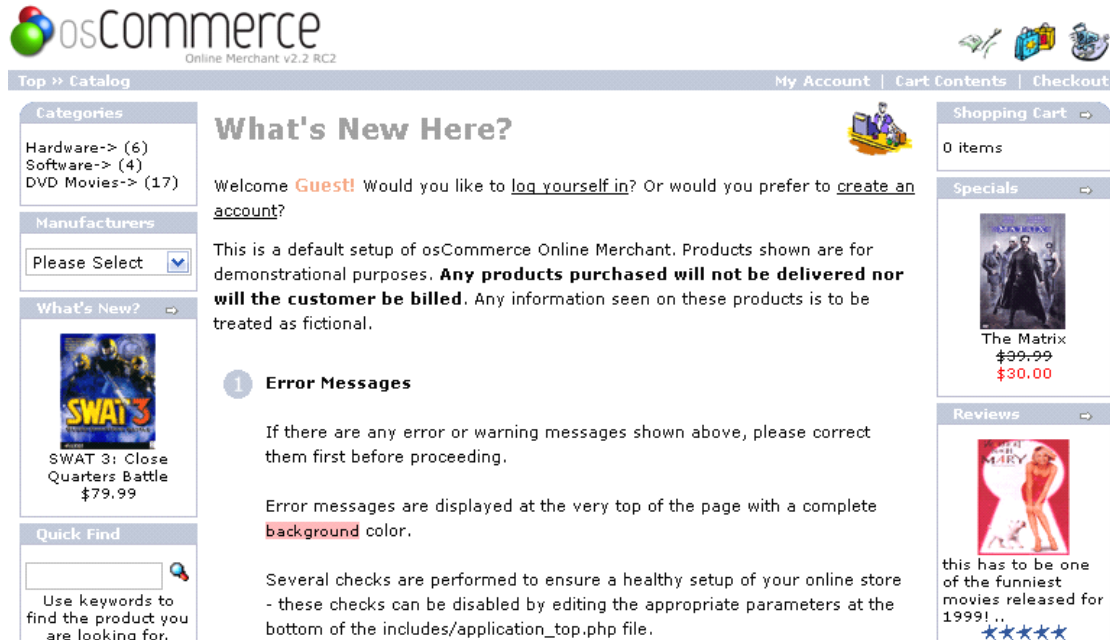 osCommerce
Online Merchant v2.2 RC2
Top >> Catalog
My Account | Cart Contents | Checkout
Categories
Hardware-> (6)
Software-> (4)
DVD Movies-> (17)
Manufacturers
Please Select
What's New?
SWAT 3
SWAT 3: Close
Quarters Battle
$79.99
Quick Find
Use keywords to
find the product you
are looking for.
What's New Here?
Welcome Guest! Would you like to log yourself in? Or would you prefer to create an
account?
This is a default setup of osCommerce Online Merchant. Products shown are for
demonstrational purposes. Any products purchased will not be delivered nor
will the customer be billed. Any information seen on these products is to be
treated as fictional.
1 Error Messages
If there are any error or warning messages shown above, please correct
them first before proceeding.
Error messages are displayed at the very top of the page with a complete
background color.
Several checks are performed to ensure a healthy setup of your online store
- these checks can be disabled by editing the appropriate parameters at the
bottom of the includes/application_top.php file.
Shopping Cart
0 items
Specials
MATRIX
The Matrix
$39.99
$30.00
Reviews
MARY
this has to be one
of the funniest
movies released for
1999! ..